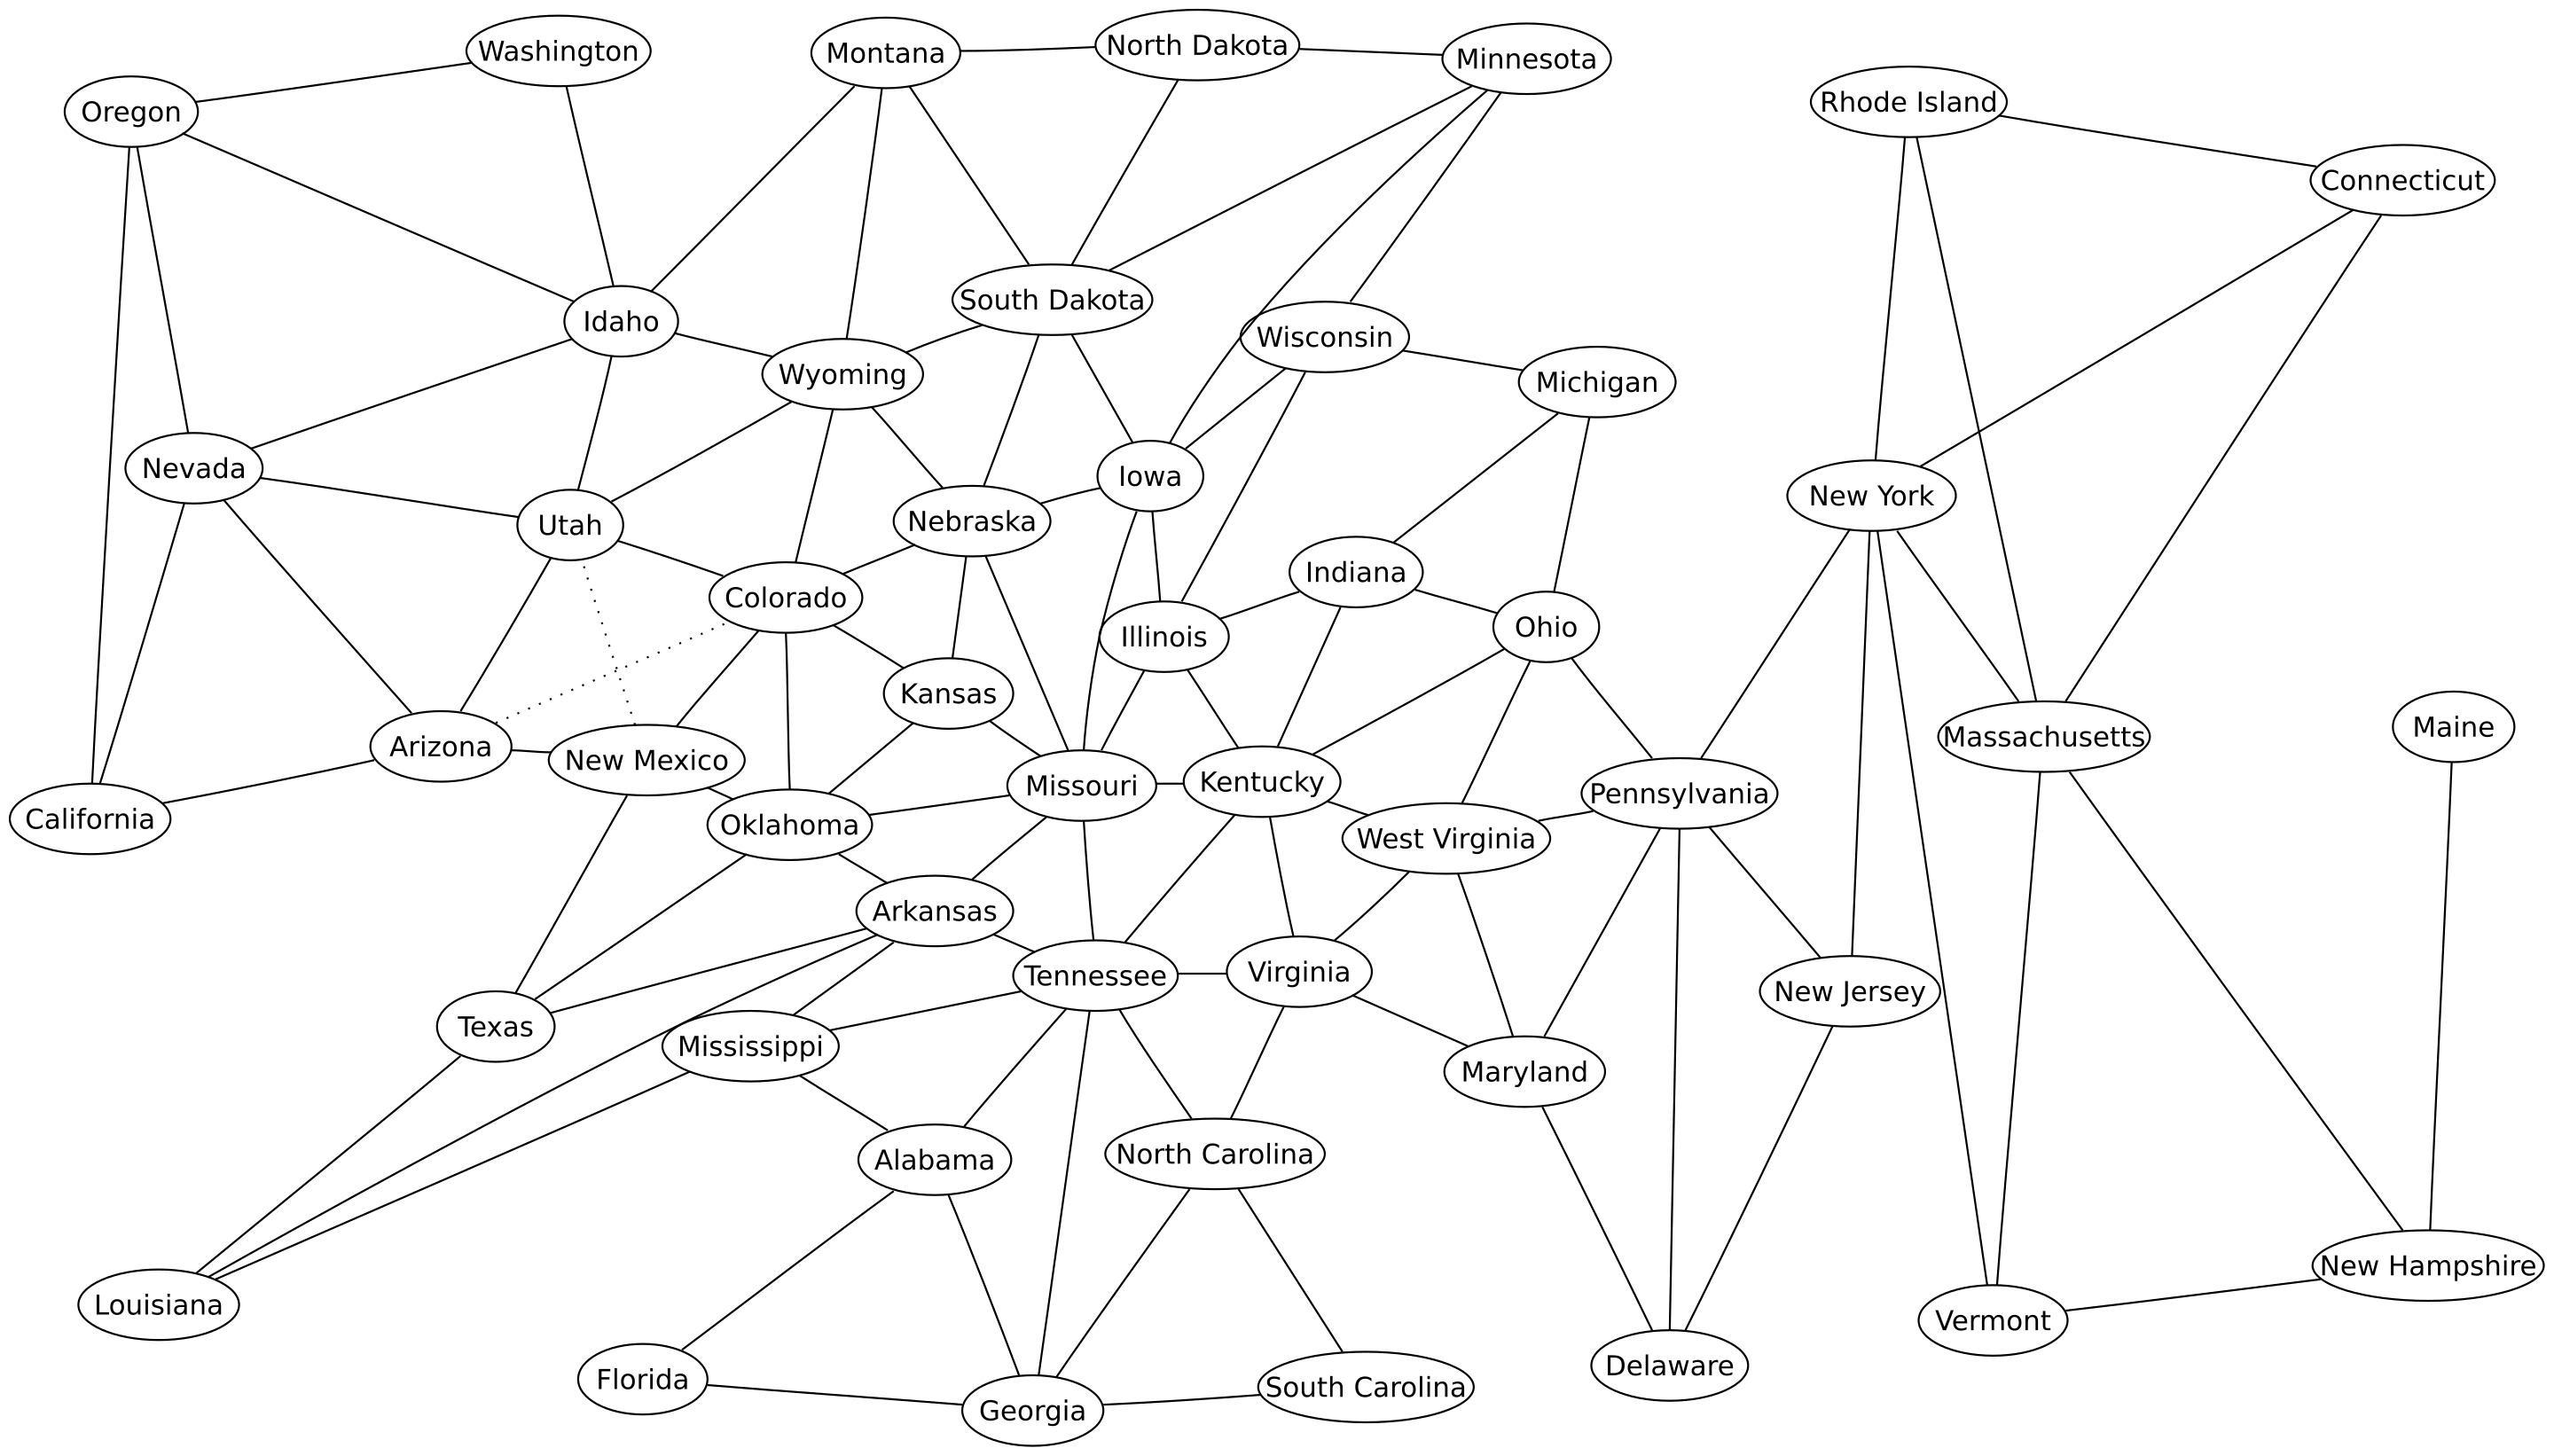 Washington
Montana
North Dakota
Minnesota
Oregon
Rhode Island
Connecticut
Idaho
South Dakota
Wisconsin
Wyoming
Michigan
Nevada
Iowa
New York
Utah
Nebraska
Indiana
Colorado
Illinois
Ohio
Kansas
Arizona
New Mexico
Massachusetts
Maine
California
Oklahoma
Missouri
Kentucky
Pennsylvania
West Virginia
Arkansas
Tennessee
Virginia
New Jersey
Texas
Mississippi
Maryland
Alabama
North Carolina
Louisiana
New Hampshire
Vermont
Florida
Georgia
South Carolina
Delaware